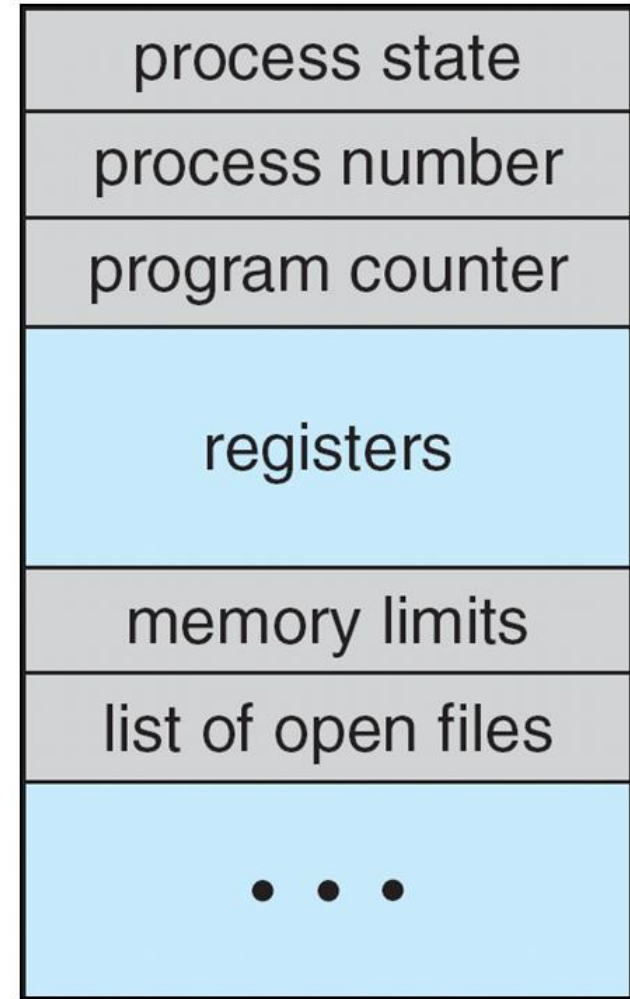 process state
process number
program counter
registers
memory limits
list of open files
• • •